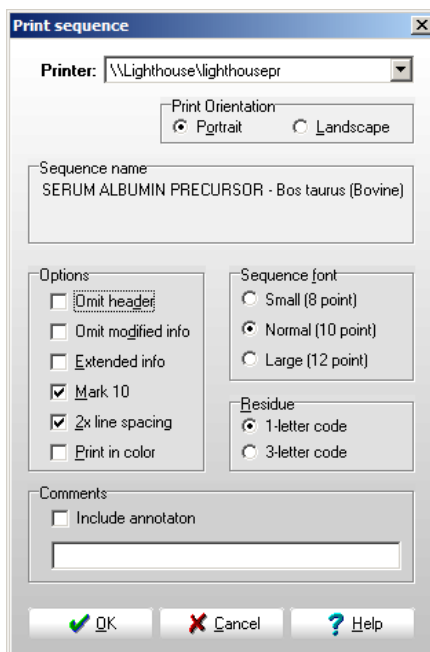 Print sequence
Printer: \\Lighthouse\lighthousepr
Print Orientation
Portrait Landscape
Sequence name
SERUM ALBUMIN PRECURSOR - Bos taurus (Bovine)
Options
Omit header
Omit modified info
Extended info
Mark 10
2x line spacing
Print in color
Sequence font
Small (8 point)
Normal (10 point)
Large (12 point)
Residue
1-letter code
3-letter code
Comments
Include annotaton
OK Cancel Help